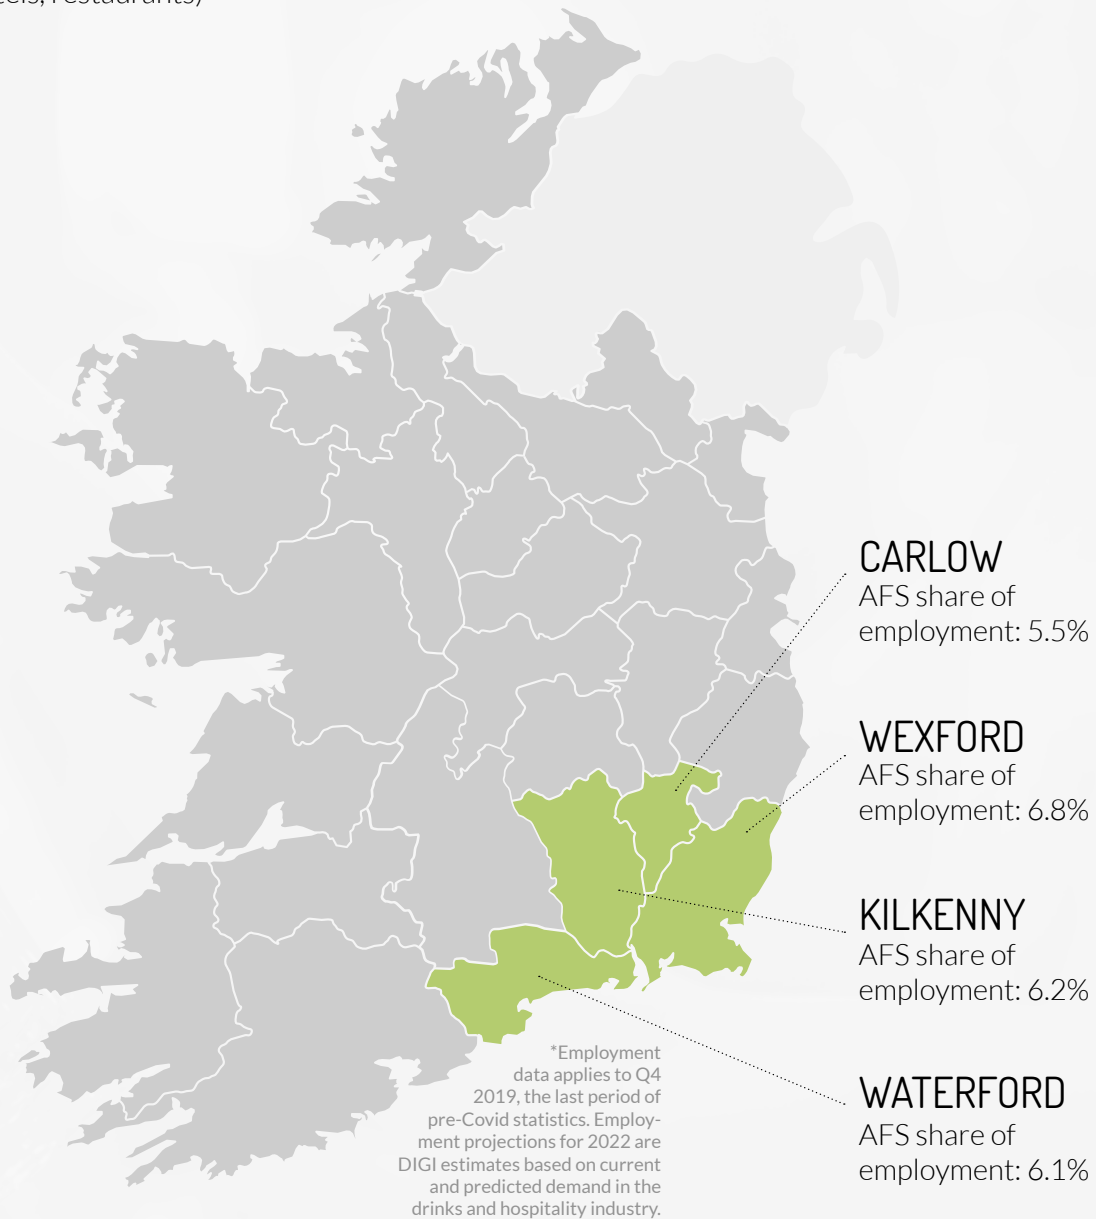 restaurants)
CARLOW
AFS share of
employment: 5.5%
WEXFORD
AFS share of
employment: 6.8%
KILKENNY
AFS share of
employment: 6.2%
WATERFORD
AFS share of
employment: 6.1%
*Employment
data applies to Q4
2019, the last period of
pre-Covid statistics. Employ-
ment projections for 2022 are
DIGI estimates based on current
and predicted demand in the
drinks and hospitality industry.